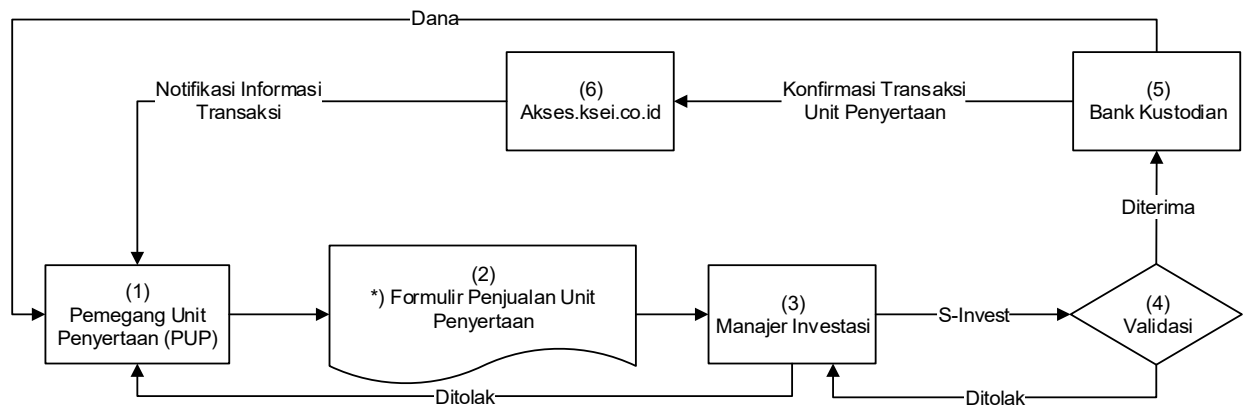 Dana
Notifikasi Informasi
Transaksi
(6)
Akses.ksei.co.id
Konfirmasi Transaksi
Unit Penyertaan
(5)
Bank Kustodian
Diterima
(1)
Pemegang Unit
Penyertaan (PUP)
(2)
*) Formulir Penjualan Unit
Penyertaan
(3)
Manajer Investasi
S-Invest
(4)
Validasi
Ditolak
Ditolak